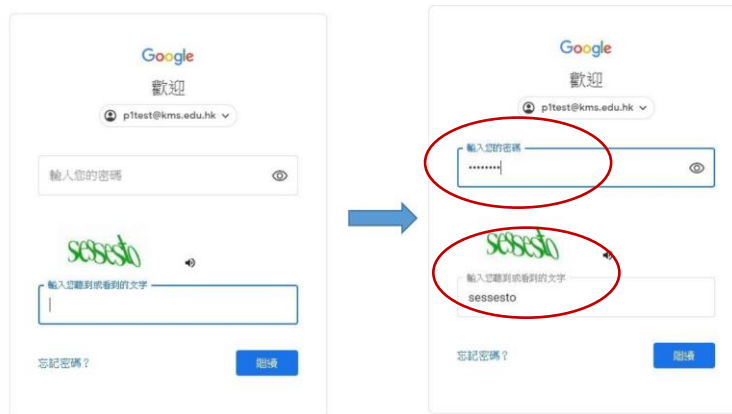 Google
歡迎
p1test@kms.edu.hk
輸入您的密碼
sessesto
輸入您聽到或看到的文字
忘記密碼？
繼續
Google
歡迎
p1test@kms.edu.hk
輸入您的密碼
••••••••
sessesto
輸入您聽到或看到的文字
sessesto
忘記密碼？
繼續